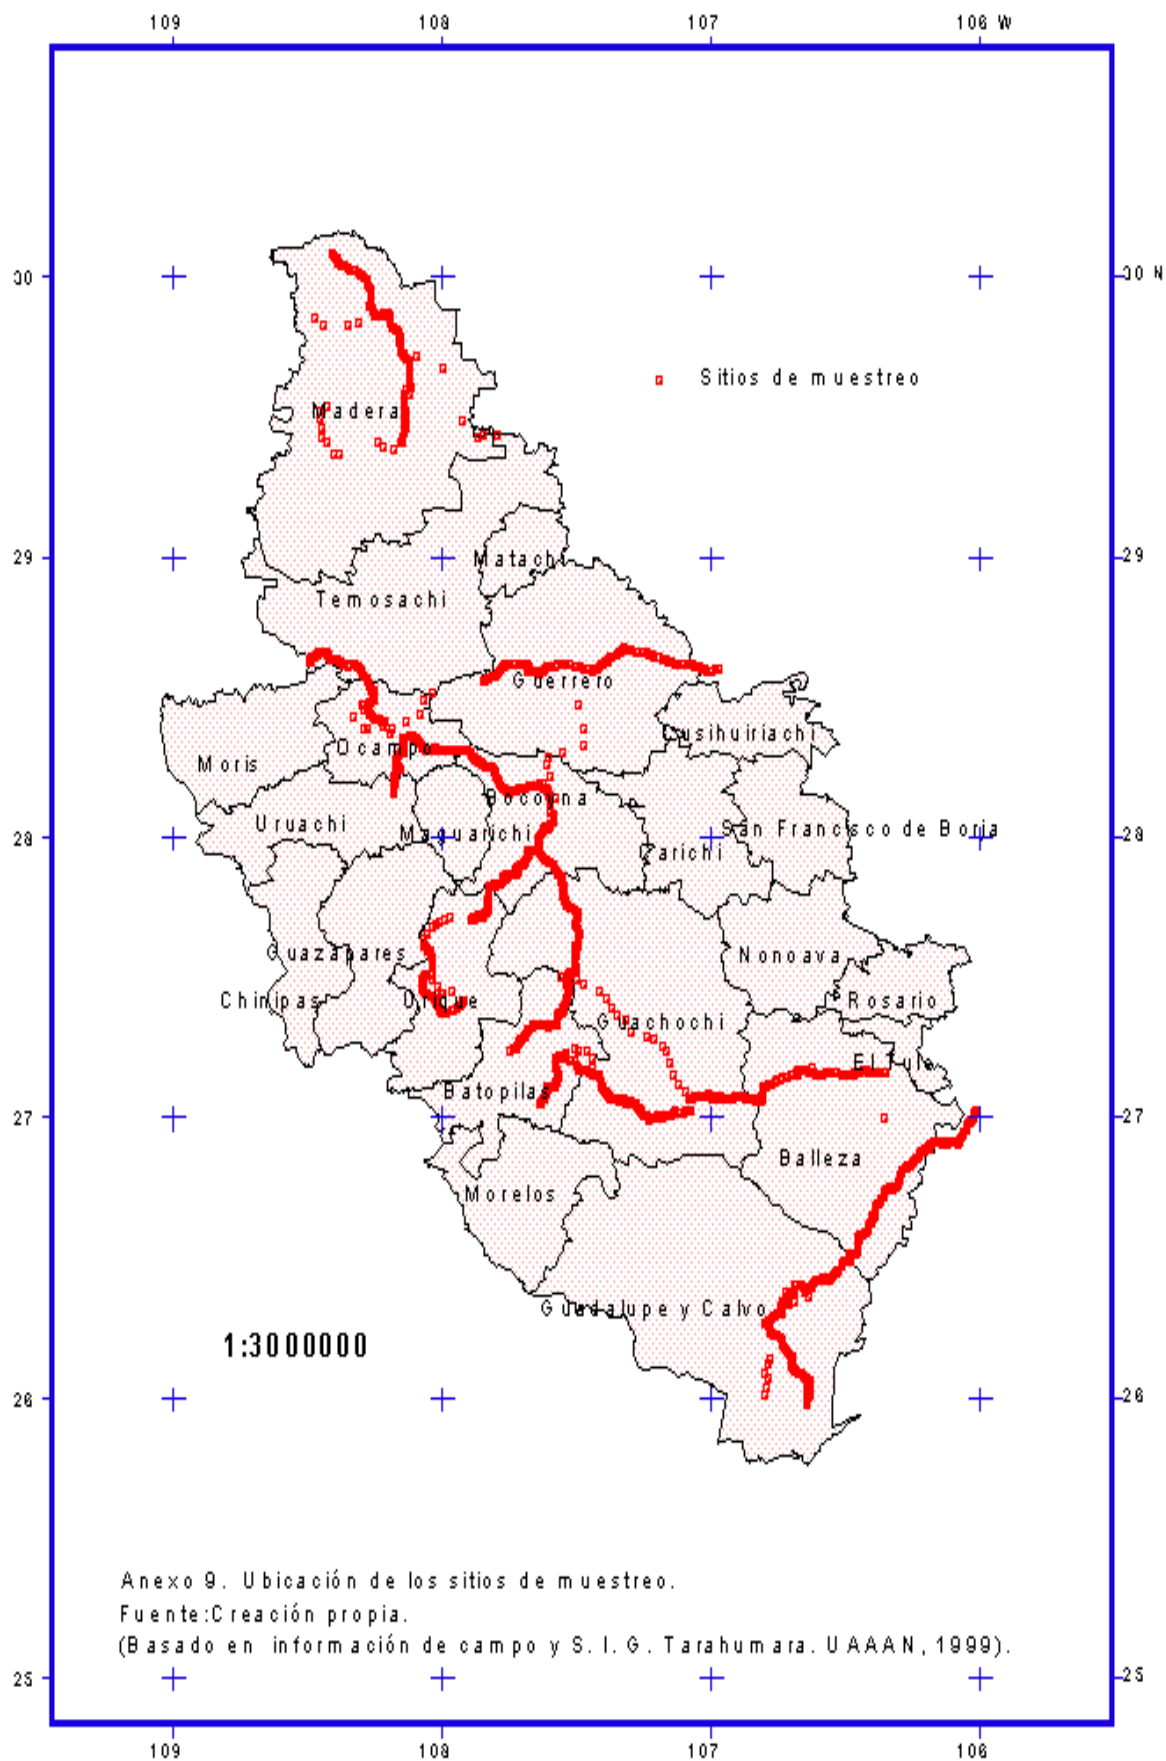 109 108 107 106 W
30 30 N
Sitios de muestreo
Madera
29 29
Matachi
Temosachi
Guerrero
Cusihuiriachi
Ocampo
Moris
Bocoyna
Uruachi
Maguarichi
28 San Francisco de Borja 28
Carichi
Guazapares
Nonoava
Chinipas
Urique
Rosario
Guachochi
El Tule
Batopilas
27 27
Balleza
Morelos
Guadalupe y Calvo
1:3000000
26 26
Anexo 9. Ubicación de los sitios de muestreo.
Fuente:Creación propia.
(Basado en información de campo y S. I. G. Tarahumara. UAAAN, 1999).
25 25
109 108 107 106